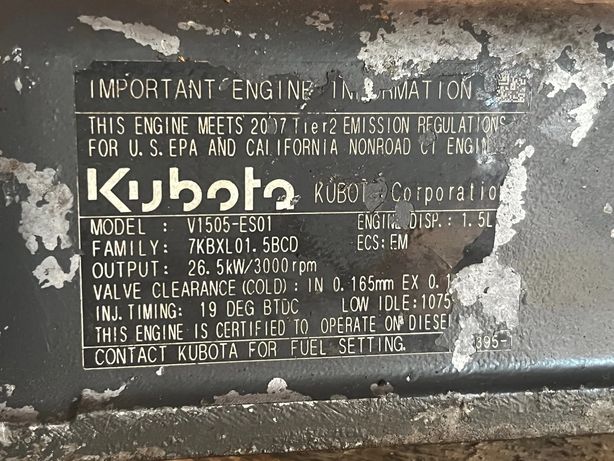 IMPORTANT ENGINE INFORMATION
THIS ENGINE MEETS 2007 Tier2 EMISSION REGULATIONS
FOR U.S. EPA AND CALIFORNIA NONROAD CI ENGINE
Kubota KUBOTA Corporation
MODEL : V1505-ES01 ENGINE DISP.: 1.5L
FAMILY: 7KBXL01.5BCD ECS: EM
OUTPUT: 26.5kW/3000rpm
VALVE CLEARANCE(COLD): IN 0.165mm EX 0.1
INJ.TIMING: 19 DEG BTDC LOW IDLE:1075
THIS ENGINE IS CERTIFIED TO OPERATE ON DIESEL
CONTACT KUBOTA FOR FUEL SETTING. 395-1